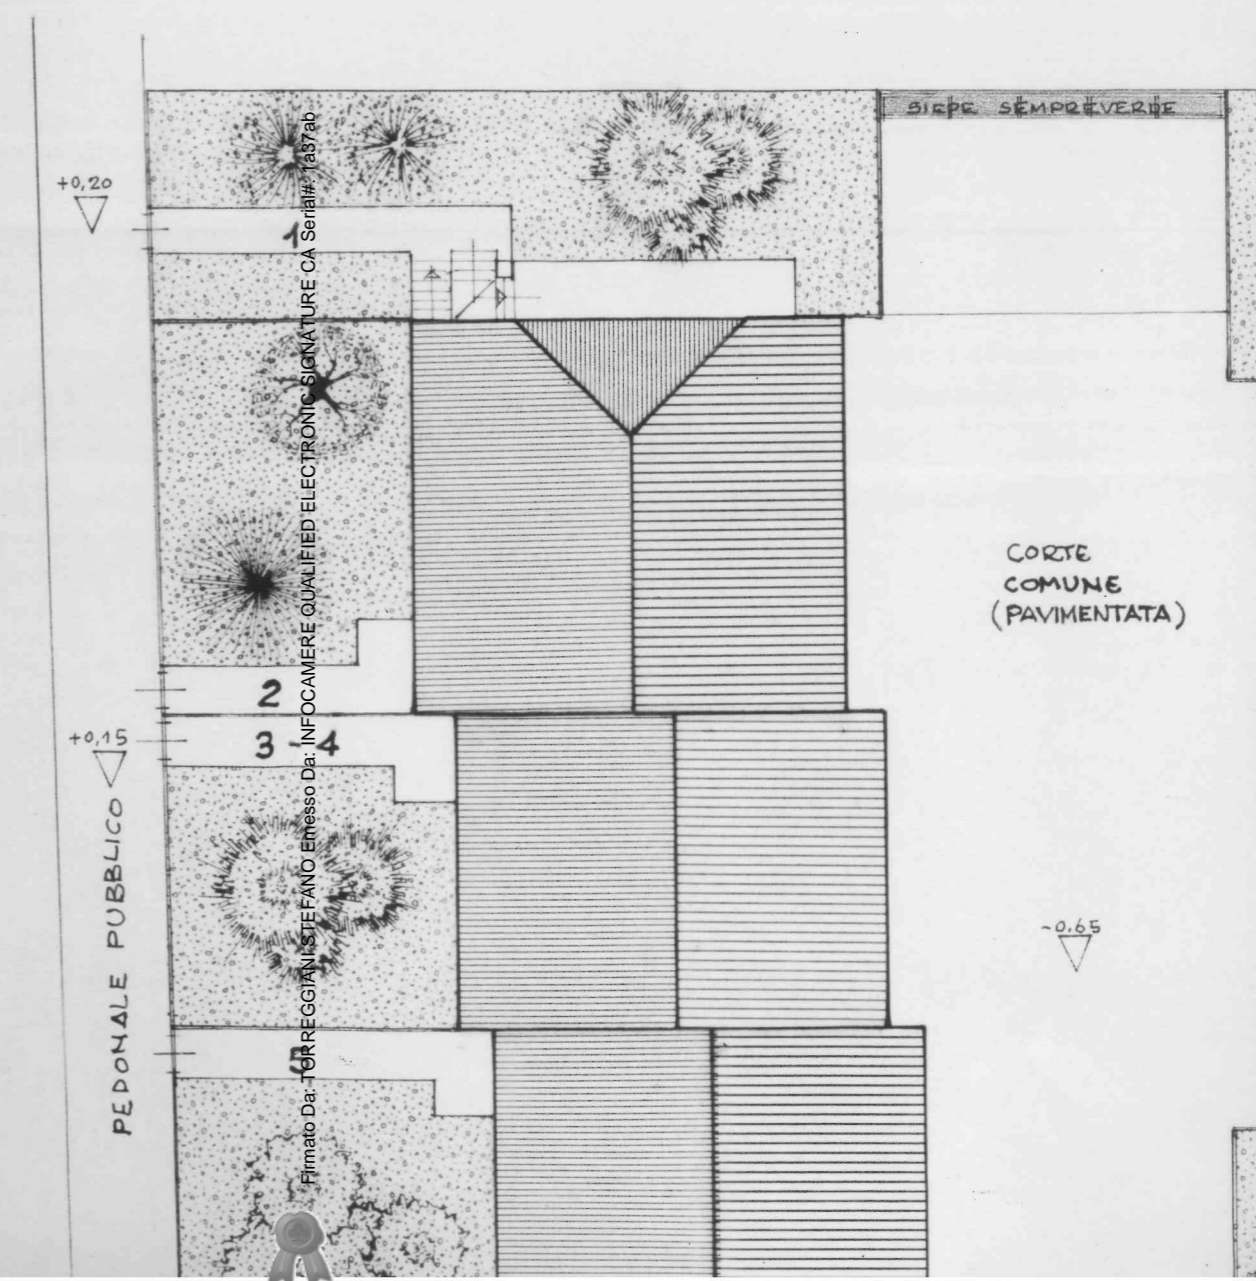 SIEPE SEMPREVERDE
+0,20
1
CORTE
COMUNE
(PAVIMENTATA)
2
3 - 4
+0,15
PEDONALE PUBBLICO
-0.65
5
Firmato Da: TORREGGIANI STEFANO Emesso Da: INFOCAMERE QUALIFIED ELECTRONIC SIGNATURE CA Serial#: 1a37ab